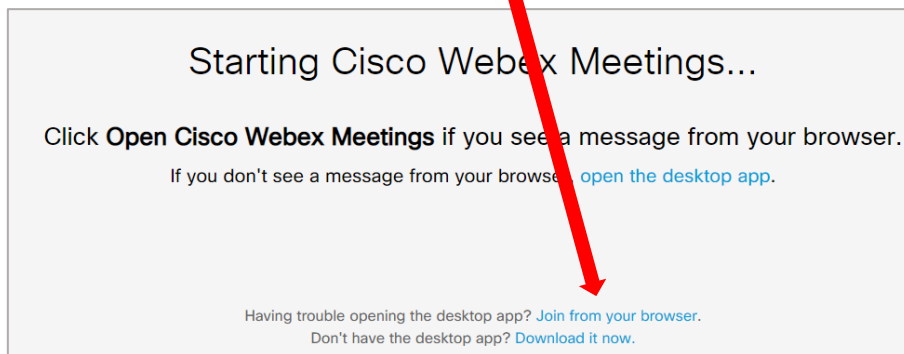 Starting Cisco Webex Meetings...
Click Open Cisco Webex Meetings if you see a message from your browser.
If you don't see a message from your browser, open the desktop app.
Having trouble opening the desktop app? Join from your browser.
Don't have the desktop app? Download it now.